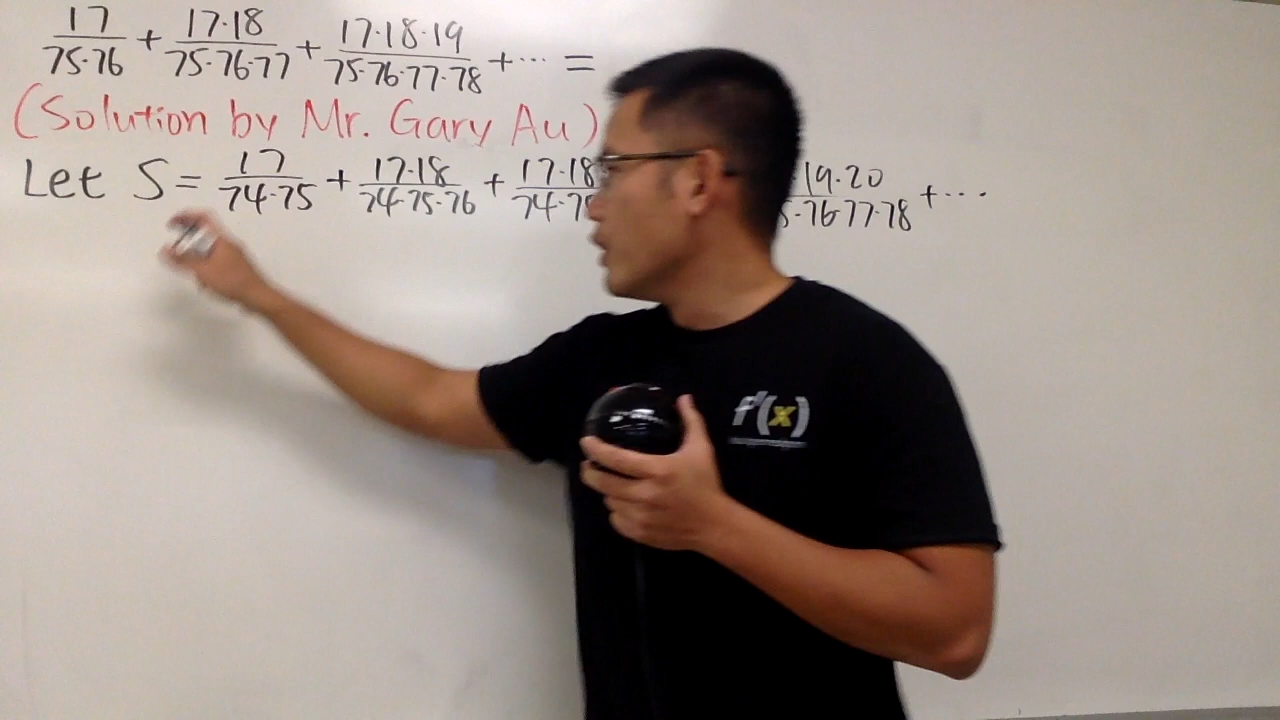 17/(75·76) + 17·18/(75·76·77) + 17·18·19/(75·76·77·78) + ··· =
(Solution by Mr. Gary Au)
Let S = 17/(74·75) + 17·18/(74·75·76) + 17·18 /(74·75 19·20 / ·76·77·78) + ···
f'(x)